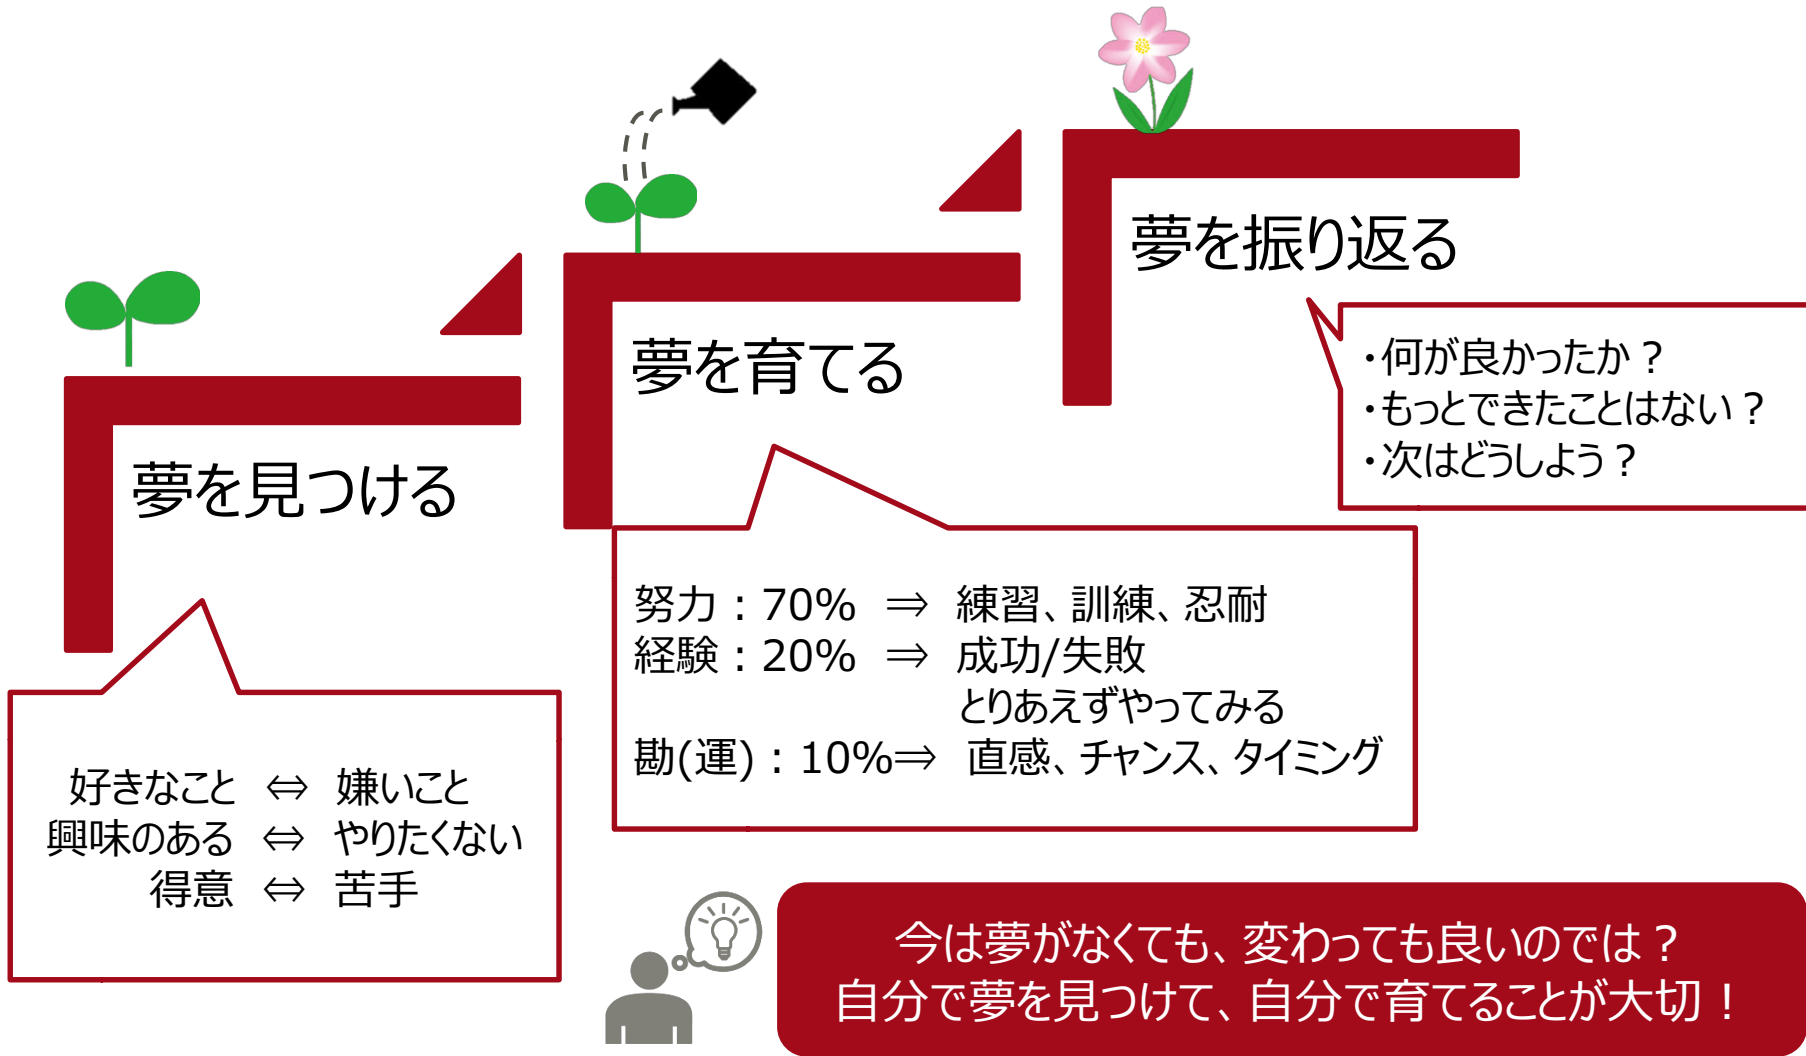 夢を見つける
好きなこと ⇔ 嫌いこと
興味のある ⇔ やりたくない
得意 ⇔ 苦手
夢を育てる
努力：70% ⇒ 練習、訓練、忍耐
経験：20% ⇒ 成功/失敗
とりあえずやってみる
勘(運)：10%⇒ 直感、チャンス、タイミング
夢を振り返る
・何が良かったか？
・もっとできたことはない？
・次はどうしよう？
今は夢がなくても、変わっても良いのでは？
自分で夢を見つけて、自分で育てることが大切！